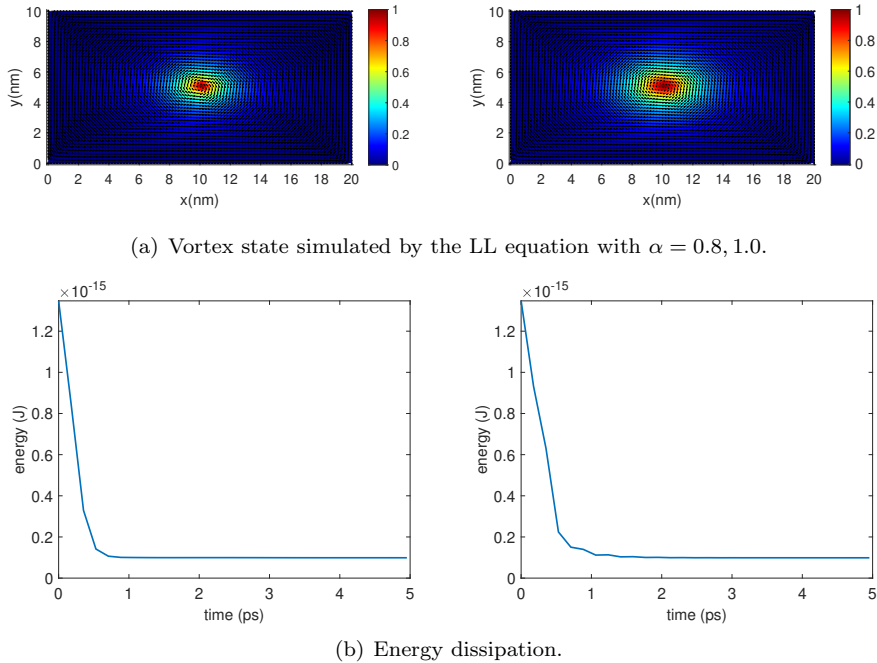 10
8
6
4
2
0
y(nm)
0 2 4 6 8 10 12 14 16 18 20
x(nm)
1
0.8
0.6
0.4
0.2
0
10
8
6
4
2
0
y(nm)
0 2 4 6 8 10 12 14 16 18 20
x(nm)
1
0.8
0.6
0.4
0.2
0
(a) Vortex state simulated by the LL equation with α = 0.8, 1.0.
×10-15
1.2
1
0.8
0.6
0.4
0.2
0
energy (J)
0 1 2 3 4 5
time (ps)
×10-15
1.2
1
0.8
0.6
0.4
0.2
0
energy (J)
0 1 2 3 4 5
time (ps)
(b) Energy dissipation.